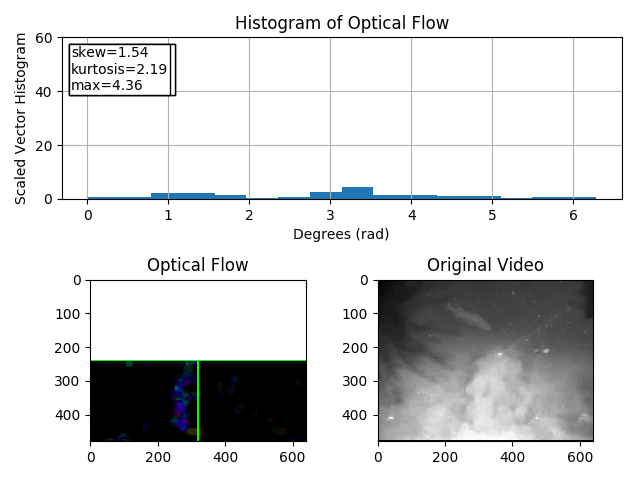 Histogram of Optical Flow
Scaled Vector Histogram
60
40
20
0
skew=1.54
kurtosis=2.19
max=4.36
0 1 2 3 4 5 6
Degrees (rad)
Optical Flow
0
100
200
300
400
0 200 400 600
Original Video
0
100
200
300
400
0 200 400 600